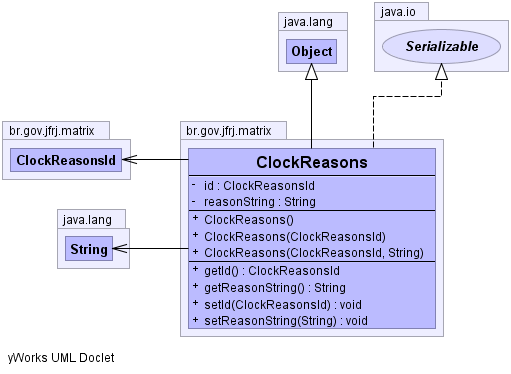 java.lang
Object
java.io
Serializable
br.gov.jfrj.matrix
ClockReasonsId
java.lang
String
br.gov.jfrj.matrix
ClockReasons
- id : ClockReasonsId
- reasonString : String
+ ClockReasons()
+ ClockReasons(ClockReasonsId)
+ ClockReasons(ClockReasonsId, String)
+ getId() : ClockReasonsId
+ getReasonString() : String
+ setId(ClockReasonsId) : void
+ setReasonString(String) : void
yWorks UML Doclet